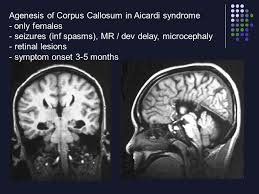 Agenesis of Corpus Callosum in Aicardi syndrome
- only females
- seizures (inf spasms), MR / dev delay, microcephaly
- retinal lesions
- symptom onset 3-5 months